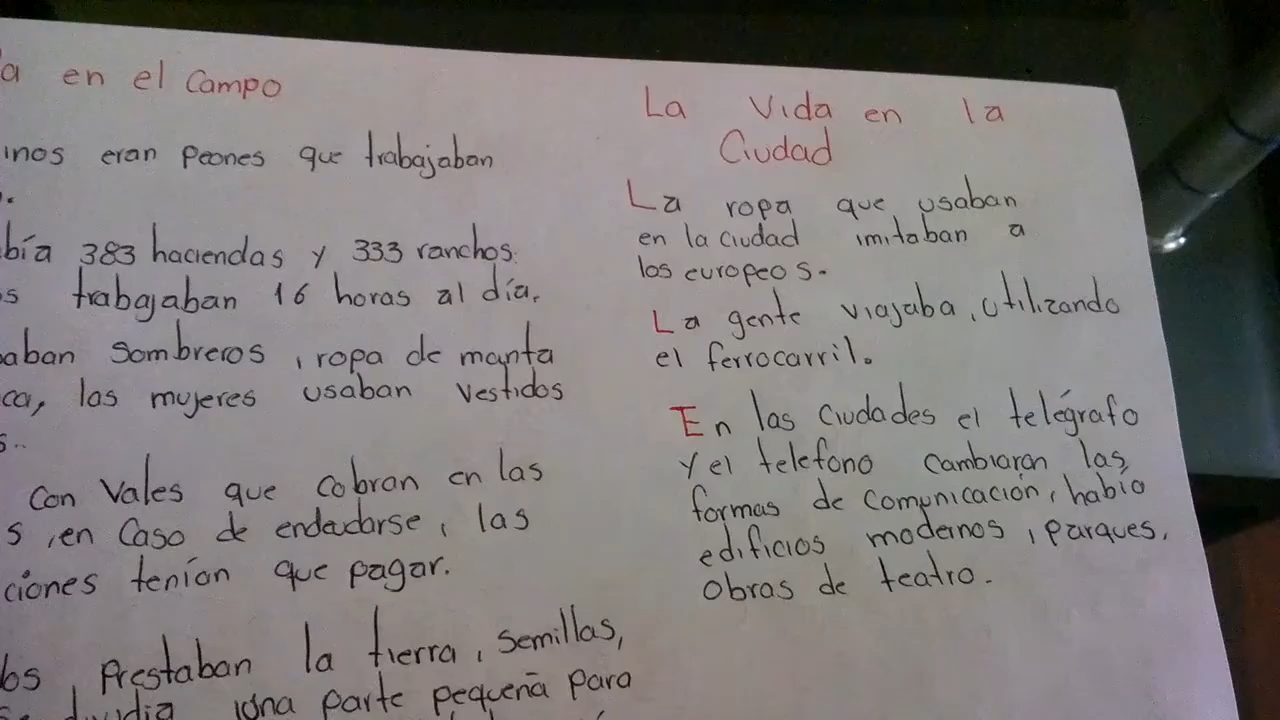 a en el Campo
inos eran Peones que trabajaban
bía 383 haciendas y 333 ranchos.
s trabajaban 16 horas al día.
aban Sombreros, ropa de manta
ca, las mujeres usaban Vestidos
s..
Con Vales que Cobran en las
s, en Caso de endeudarse, las
ciones tenían que pagar.
os, Prestaban la tierra, Semillas,
una parte pequeña para
La Vida en la
Ciudad
La ropa que usaban
en la ciudad imitaban a
los europeos.
La gente viajaba, utilizando
el ferrocarril.
En las Ciudades el telégrafo
y el telefono Cambiaron las
formas de comunicación, había
edificios modernos, parques,
Obras de teatro.